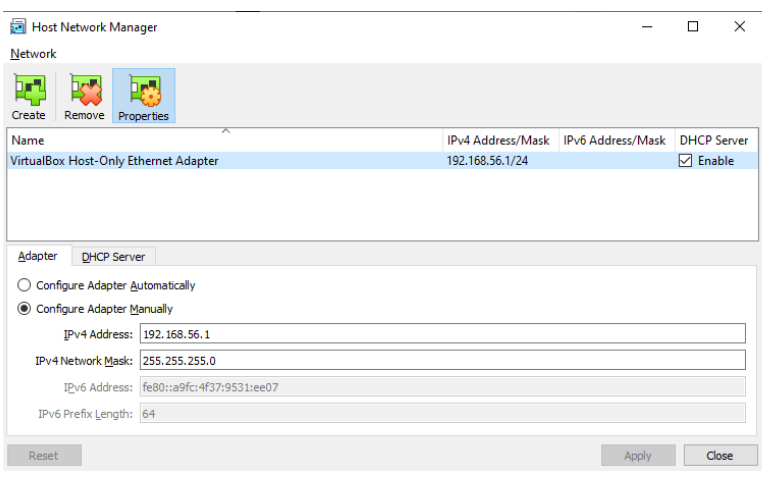 Host Network Manager
Network
Create Remove Properties
Name IPv4 Address/Mask IPv6 Address/Mask DHCP Server
VirtualBox Host-Only Ethernet Adapter 192.168.56.1/24 Enable
Adapter DHCP Server
Configure Adapter Automatically
Configure Adapter Manually
IPv4 Address: 192.168.56.1
IPv4 Network Mask: 255.255.255.0
IPv6 Address: fe80::a9fc:4f37:9531:ee07
IPv6 Prefix Length: 64
Reset Apply Close